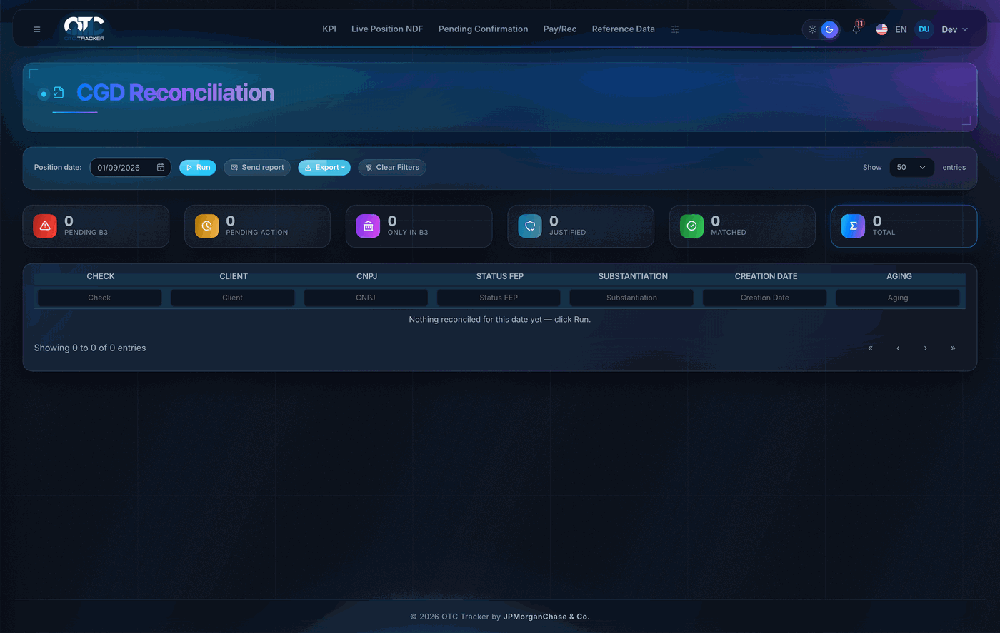 OTC
TRACKER
KPI
Live Position NDF
Pending Confirmation
Pay/Rec
Reference Data
11
EN
DU
Dev
CGD Reconciliation
Position date:
01/09/2026
Run
Send report
Export
Clear Filters
Show
50
entries
0
PENDING B3
0
PENDING ACTION
0
ONLY IN B3
0
JUSTIFIED
0
MATCHED
0
TOTAL
CHECK
CLIENT
CNPJ
STATUS FEP
SUBSTANTIATION
CREATION DATE
AGING
Check
Client
CNPJ
Status FEP
Substantiation
Creation Date
Aging
Nothing reconciled for this date yet — click Run.
Showing 0 to 0 of 0 entries
« ‹ › »
© 2026 OTC Tracker by JPMorganChase & Co.